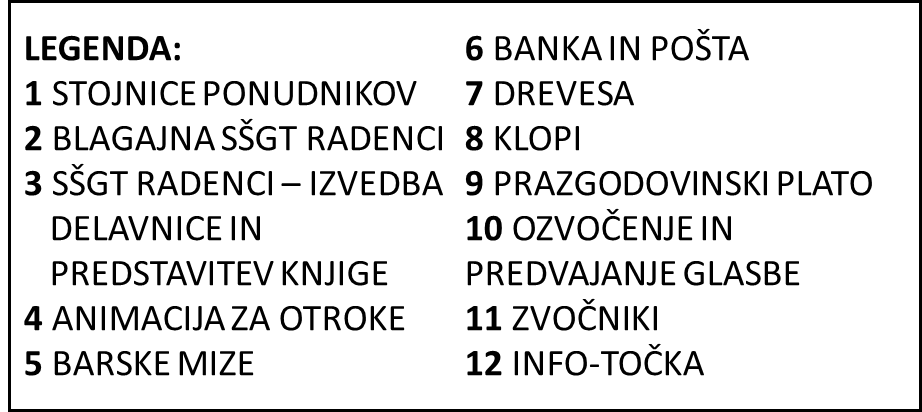 LEGENDA:
1 STOJNICE PONUDNIKOV
2 BLAGAJNA SŠGT RADENCI
3 SŠGT RADENCI – IZVEDBA
DELAVNICE IN
PREDSTAVITEV KNJIGE
4 ANIMACIJA ZA OTROKE
5 BARSKE MIZE
6 BANKA IN POŠTA
7 DREVESA
8 KLOPI
9 PRAZGODOVINSKI PLATO
10 OZVOČENJE IN
PREDVAJANJE GLASBE
11 ZVOČNIKI
12 INFO-TOČKA